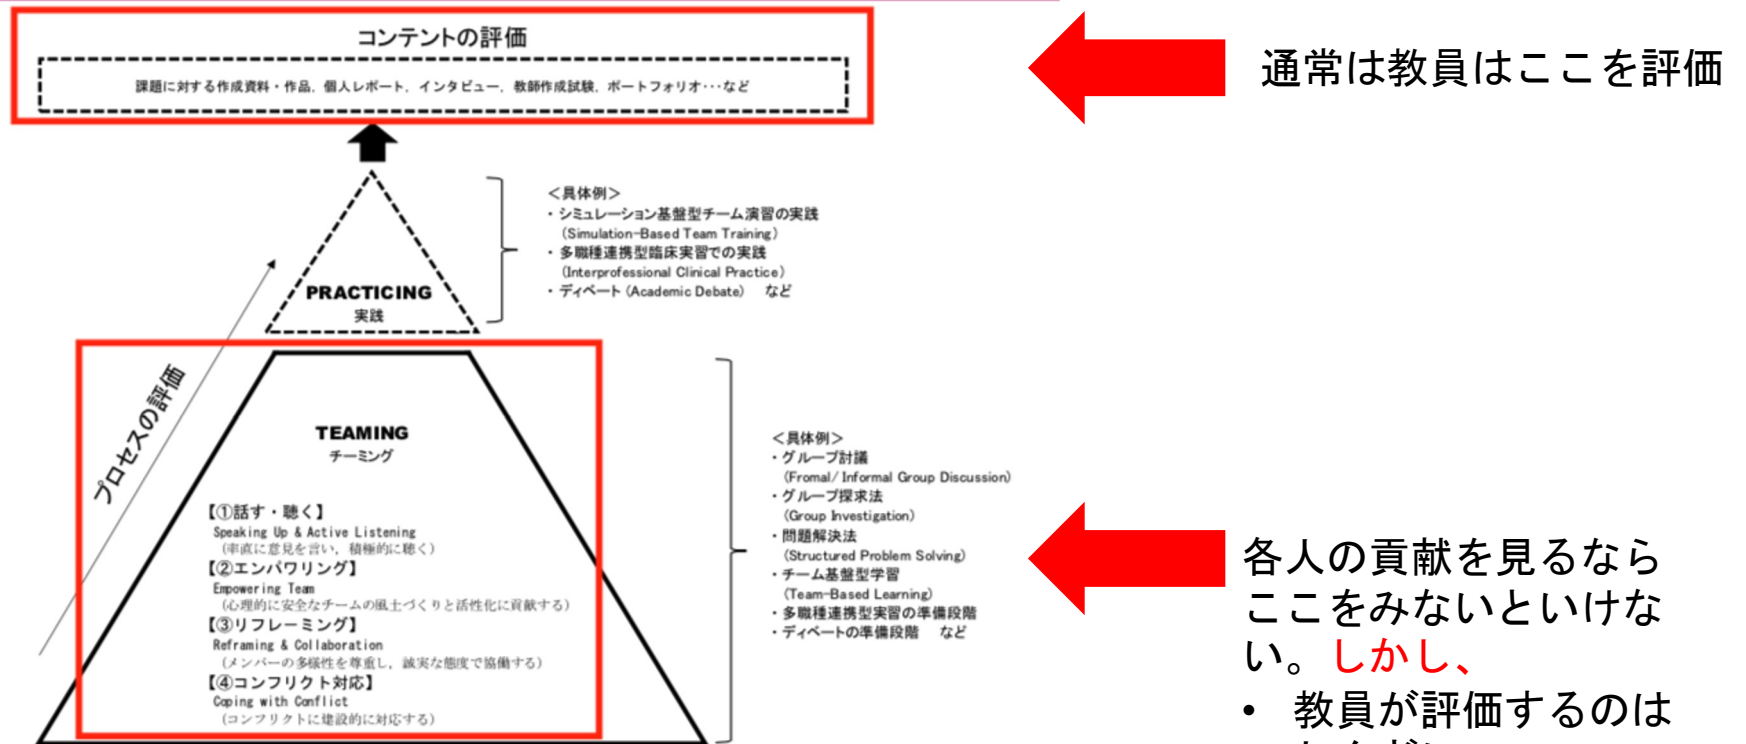 コンテントの評価
課題に対する作成資料・作品，個人レポート，インタビュー，教師作成試験，ポートフォリオ･･･など
通常は教員はここを評価
＜具体例＞
・シミュレーション基盤型チーム演習の実践
(Simulation-Based Team Training)
・多職種連携型臨床実習での実践
(Interprofessional Clinical Practice)
・ディベート (Academic Debate)　など
PRACTICING
実践
プロセスの評価
TEAMING
チーミング
【①話す・聴く】
Speaking Up & Active Listening
（率直に意見を言い，積極的に聴く）
【②エンパワリング】
Empowering Team
（心理的に安全なチームの風土づくりと活性化に貢献する）
【③リフレーミング】
Reframing & Collaboration
（メンバーの多様性を尊重し，誠実な態度で協働する）
【④コンフリクト対応】
Coping with Conflict
（コンフリクトに建設的に対応する）
＜具体例＞
・グループ討議
(Fromal/ Informal Group Discussion)
・グループ探求法
(Group Investigation)
・問題解決法
(Structured Problem Solving)
・チーム基盤型学習
(Team-Based Learning)
・多職種連携型実習の準備段階
・ディベートの準備段階　など
各人の貢献を見るなら
ここをみないといけな
い。しかし、
• 教員が評価するのは